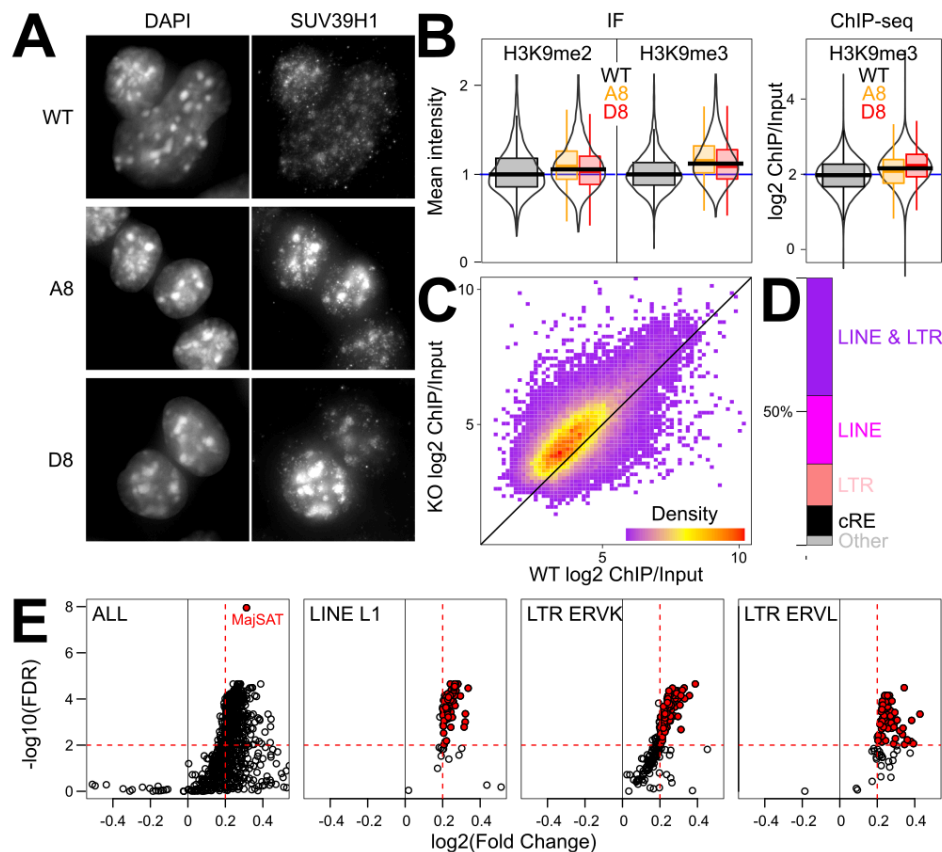 A
DAPI
SUV39H1
WT
A8
D8
B
IF
ChIP-seq
H3K9me2
H3K9me3
H3K9me3
WT
A8
D8
WT
A8
D8
Mean intensity
2
1
0
log2 ChIP/Input
4
2
0
C
KO log2 ChIP/Input
10
5
Density
5
10
WT log2 ChIP/Input
D
50%
LINE & LTR
LINE
LTR
cRE
Other
E
-log10(FDR)
8
6
4
2
0
ALL
MajSAT
LINE L1
LTR ERVK
LTR ERVL
-0.4 -0.2 0 0.2 0.4
-0.4 -0.2 0 0.2 0.4
-0.4 -0.2 0 0.2 0.4
-0.4 -0.2 0 0.2 0.4
log2(Fold Change)